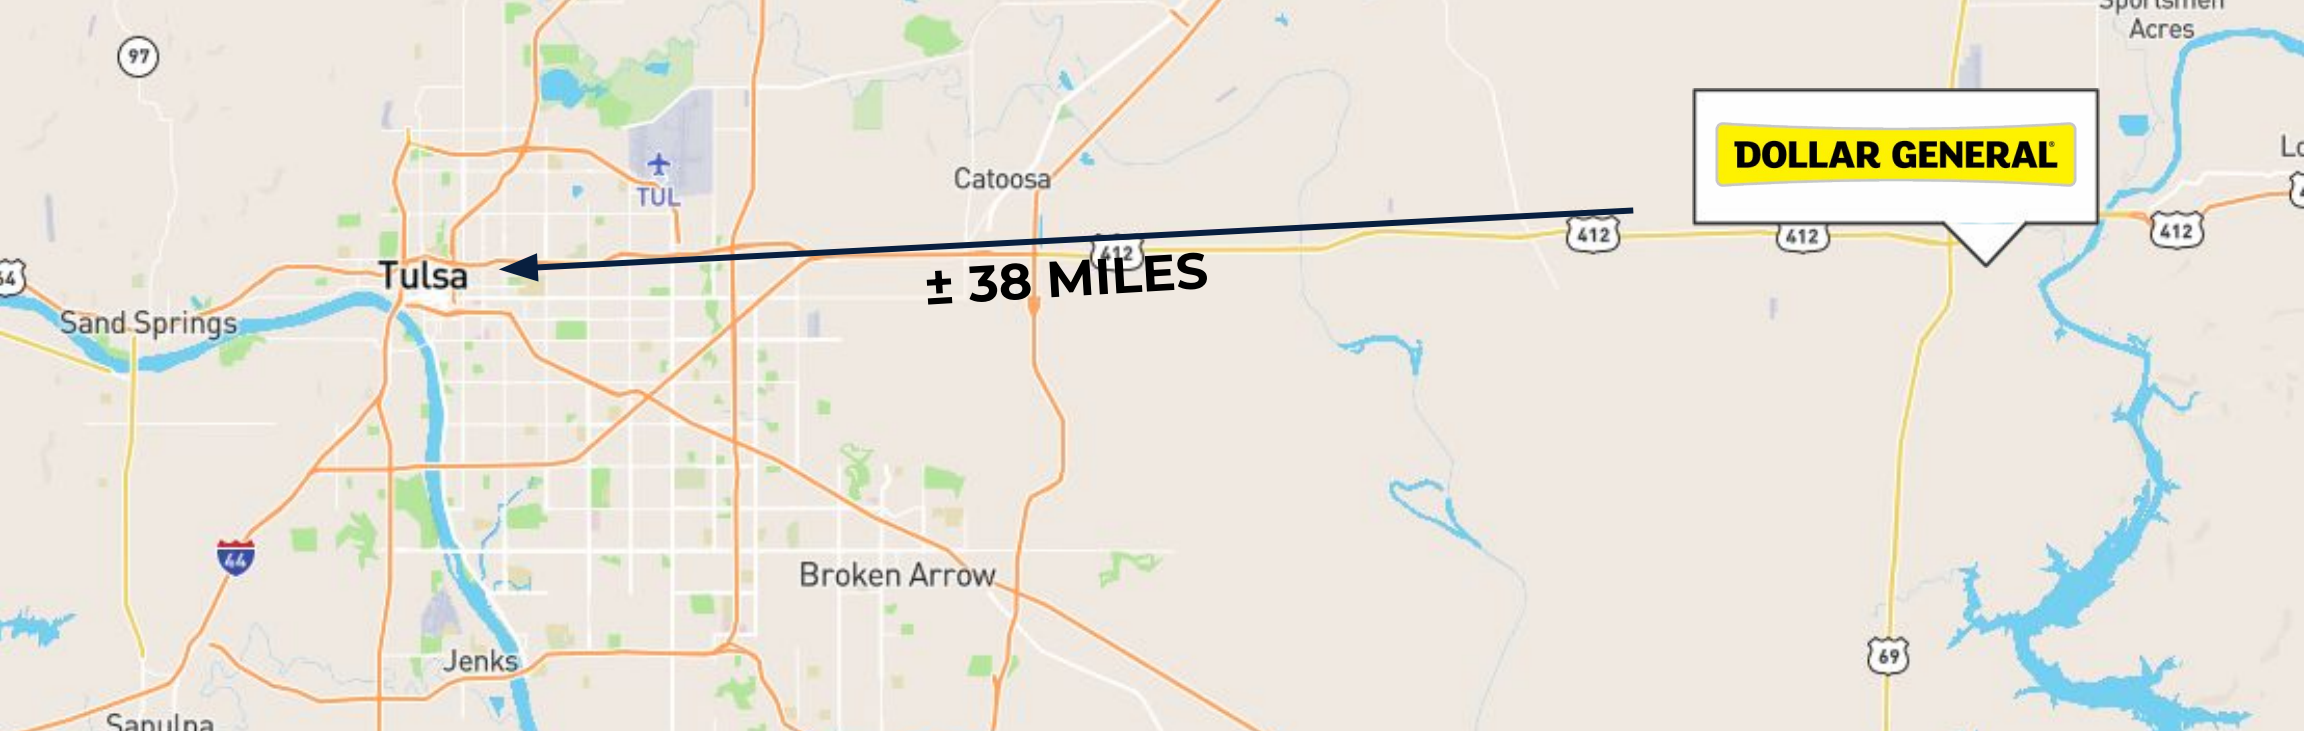 Sportsmen
Acres
97
DOLLAR GENERAL
Catoosa
TUL
412
412
412
412
Tulsa
± 38 MILES
Sand Springs
44
Broken Arrow
69
Jenks
Sapulpa